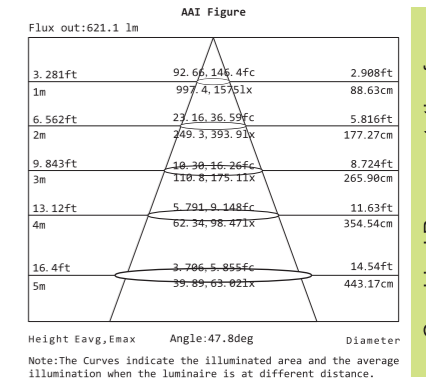 AAI Figure
Flux out:621.1 lm
3.281ft 92.66,146.4fc 2.908ft
1m 997.4,1575lx 88.63cm
6.562ft 23.16,36.59fc 5.816ft
2m 249.3,393.9lx 177.27cm
9.843ft 10.30,16.26fc 8.724ft
3m 110.8,175.11x 265.90cm
13.12ft 5.791,9.148fc 11.63ft
4m 62.34,98.47lx 354.54cm
16.4ft 3.706,5.855fc 14.54ft
5m 39.89,63.02lx 443.17cm
Height Eavg,Emax Angle:47.8deg Diameter
Note:The Curves indicate the illuminated area and the average
illumination when the luminaire is at different distance.